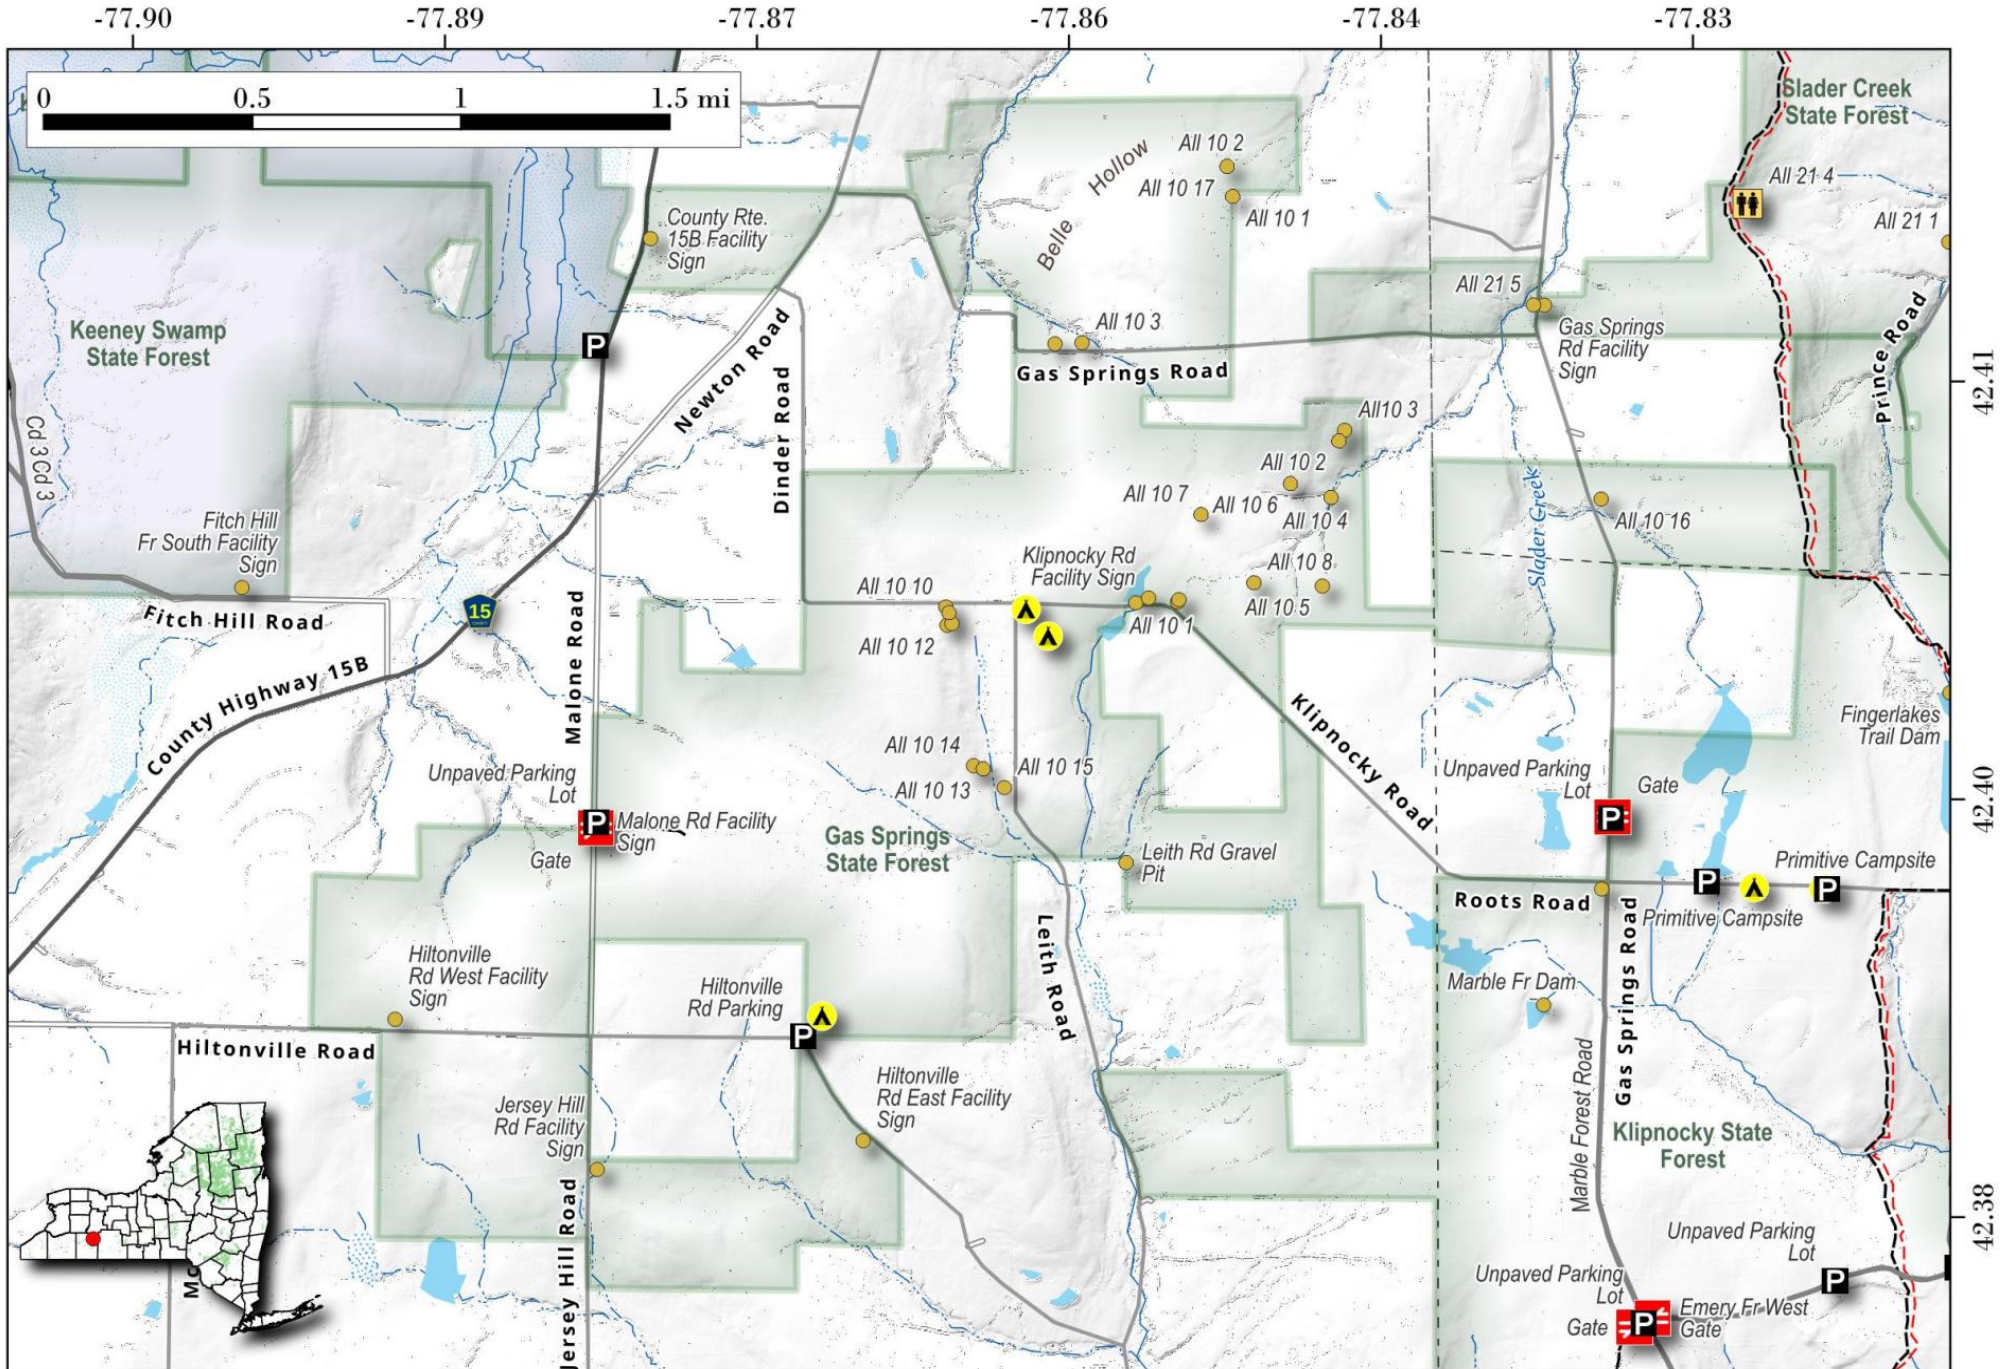 -77.90
-77.89
-77.87
-77.86
-77.84
-77.83
0
0.5
1
1.5 mi
Slader Creek
State Forest
All 10 2
Hollow
Belle
All 10 17
All 10 1
All 21 4
All 21 1
County Rte.
15B Facility
Sign
All 21 5
Keeney Swamp
State Forest
P
Newton Road
All 10 3
Gas Springs Road
Gas Springs
Rd Facility
Sign
Prince Road
42.41
Dinder Road
All10 3
Cd 3
Cd 3
All 10 2
All 10 7
All 10 6
All 10 4
Slader Creek
All 10 16
Fitch Hill
Fr South Facility
Sign
Klipnocky Rd
Facility Sign
All 10 8
All 10 10
All 10 5
Fitch Hill Road
15
COUNTY
All 10 12
All 10 1
Malone Road
County Highway 15B
Klipnocky Road
Fingerlakes
Trail Dam
All 10 14
All 10 15
All 10 13
Unpaved Parking
Lot
Unpaved Parking
Lot
Gate
P
Malone Rd Facility
Sign
Gate
P
42.40
Gas Springs
State Forest
Leith Rd Gravel
Pit
Primitive Campsite
P
P
Roots Road
Primitive Campsite
Gas Springs Road
Leith Road
Hiltonville
Rd West Facility
Sign
Hiltonville
Rd Parking
P
Marble Fr Dam
Hiltonville Road
Hiltonville
Rd East Facility
Sign
Jersey Hill
Rd Facility
Sign
Marble Forest Road
Klipnocky State
Forest
Jersey Hill Road
42.38
Unpaved Parking
Lot
P
Unpaved Parking
Lot
Gate
P
Emery Fr West
Gate